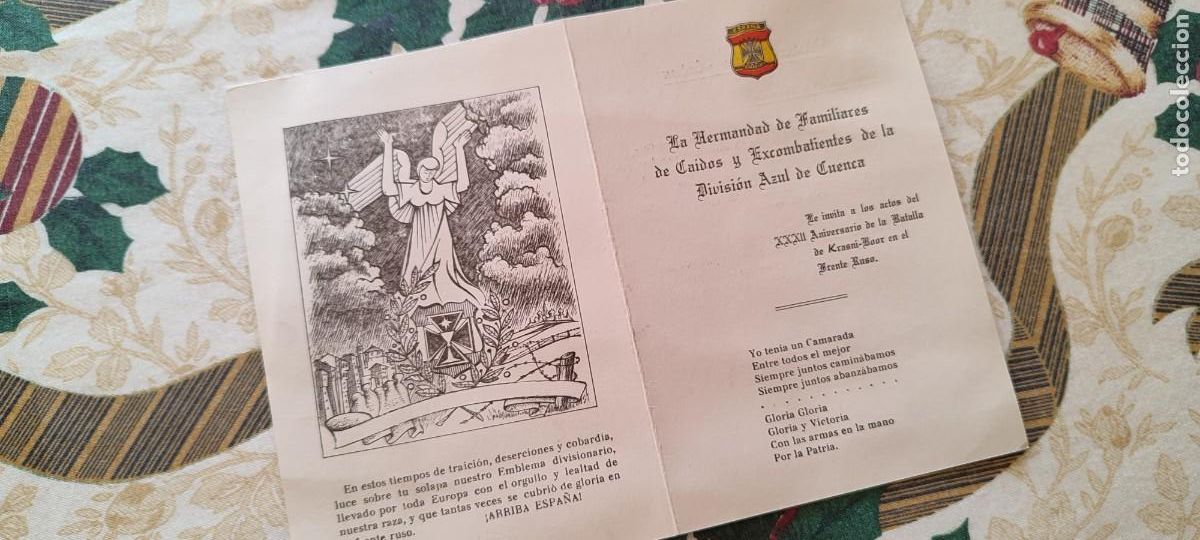 En estos tiempos de traición, deserciones y cobardía,
luce sobre tu solapa nuestro Emblema divisionario,
llevado por toda Europa con el orgullo y lealtad de
nuestra raza, y que tantas veces se cubrió de gloria en
ruso.
¡ARRIBA ESPAÑA!
ESPAÑA
La Hermandad de Familiares
de Caidos y Excombatientes de la
División Azul de Cuenca
Le invita a los actos del
XXXII Aniversario de la Batalla
de Krasni-Boor en el
Frente Ruso.
Yo tenía un Camarada
Entre todos el mejor
Siempre juntos caminábamos
Siempre juntos abanzábamos
. . . . . . . . . . .
Gloria Gloria
Gloria y Victoria
Con las armas en la mano
Por la Patria.
todocoleccion